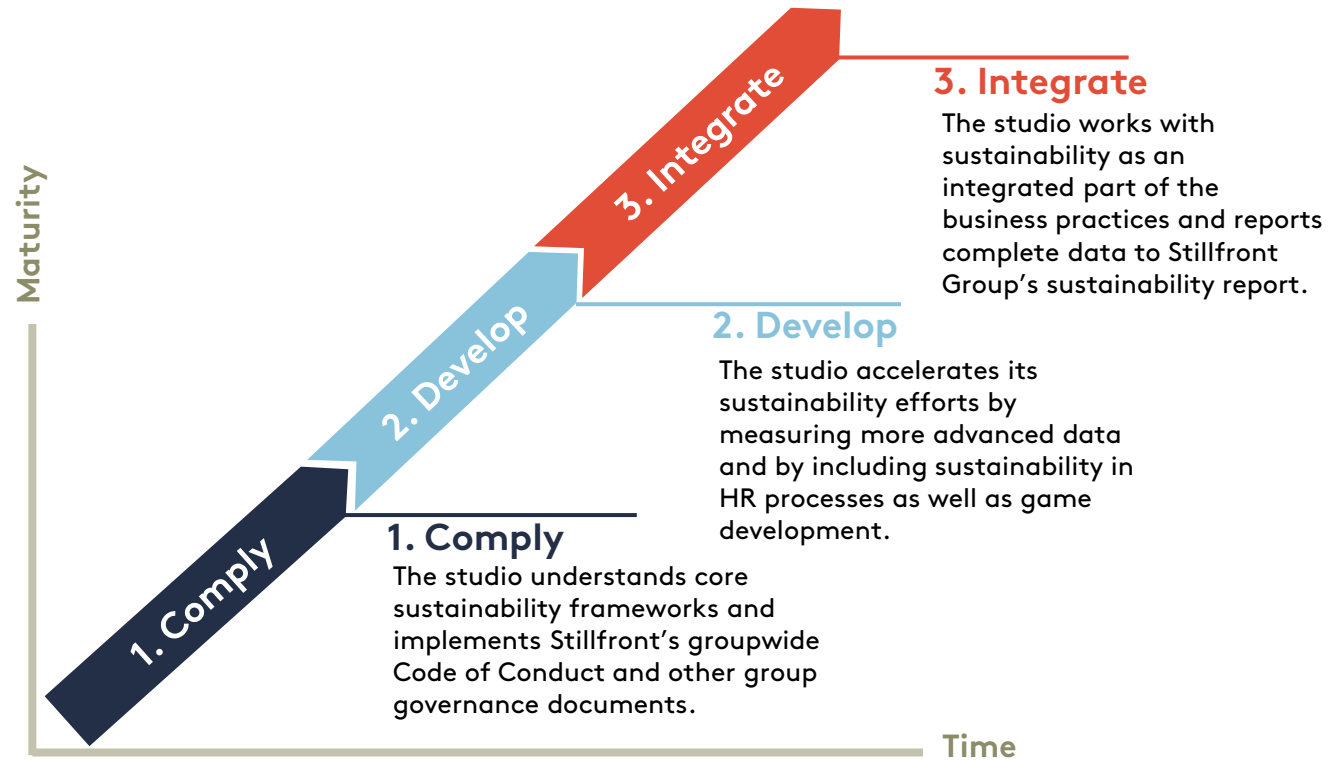 Maturity
3. Integrate
3. Integrate
The studio works with
sustainability as an
integrated part of the
business practices and reports
complete data to Stillfront
Group’s sustainability report.
2. Develop
2. Develop
The studio accelerates its
sustainability efforts by
measuring more advanced data
and by including sustainability in
HR processes as well as game
development.
1. Comply
1. Comply
The studio understands core
sustainability frameworks and
implements Stillfront’s groupwide
Code of Conduct and other group
governance documents.
Time